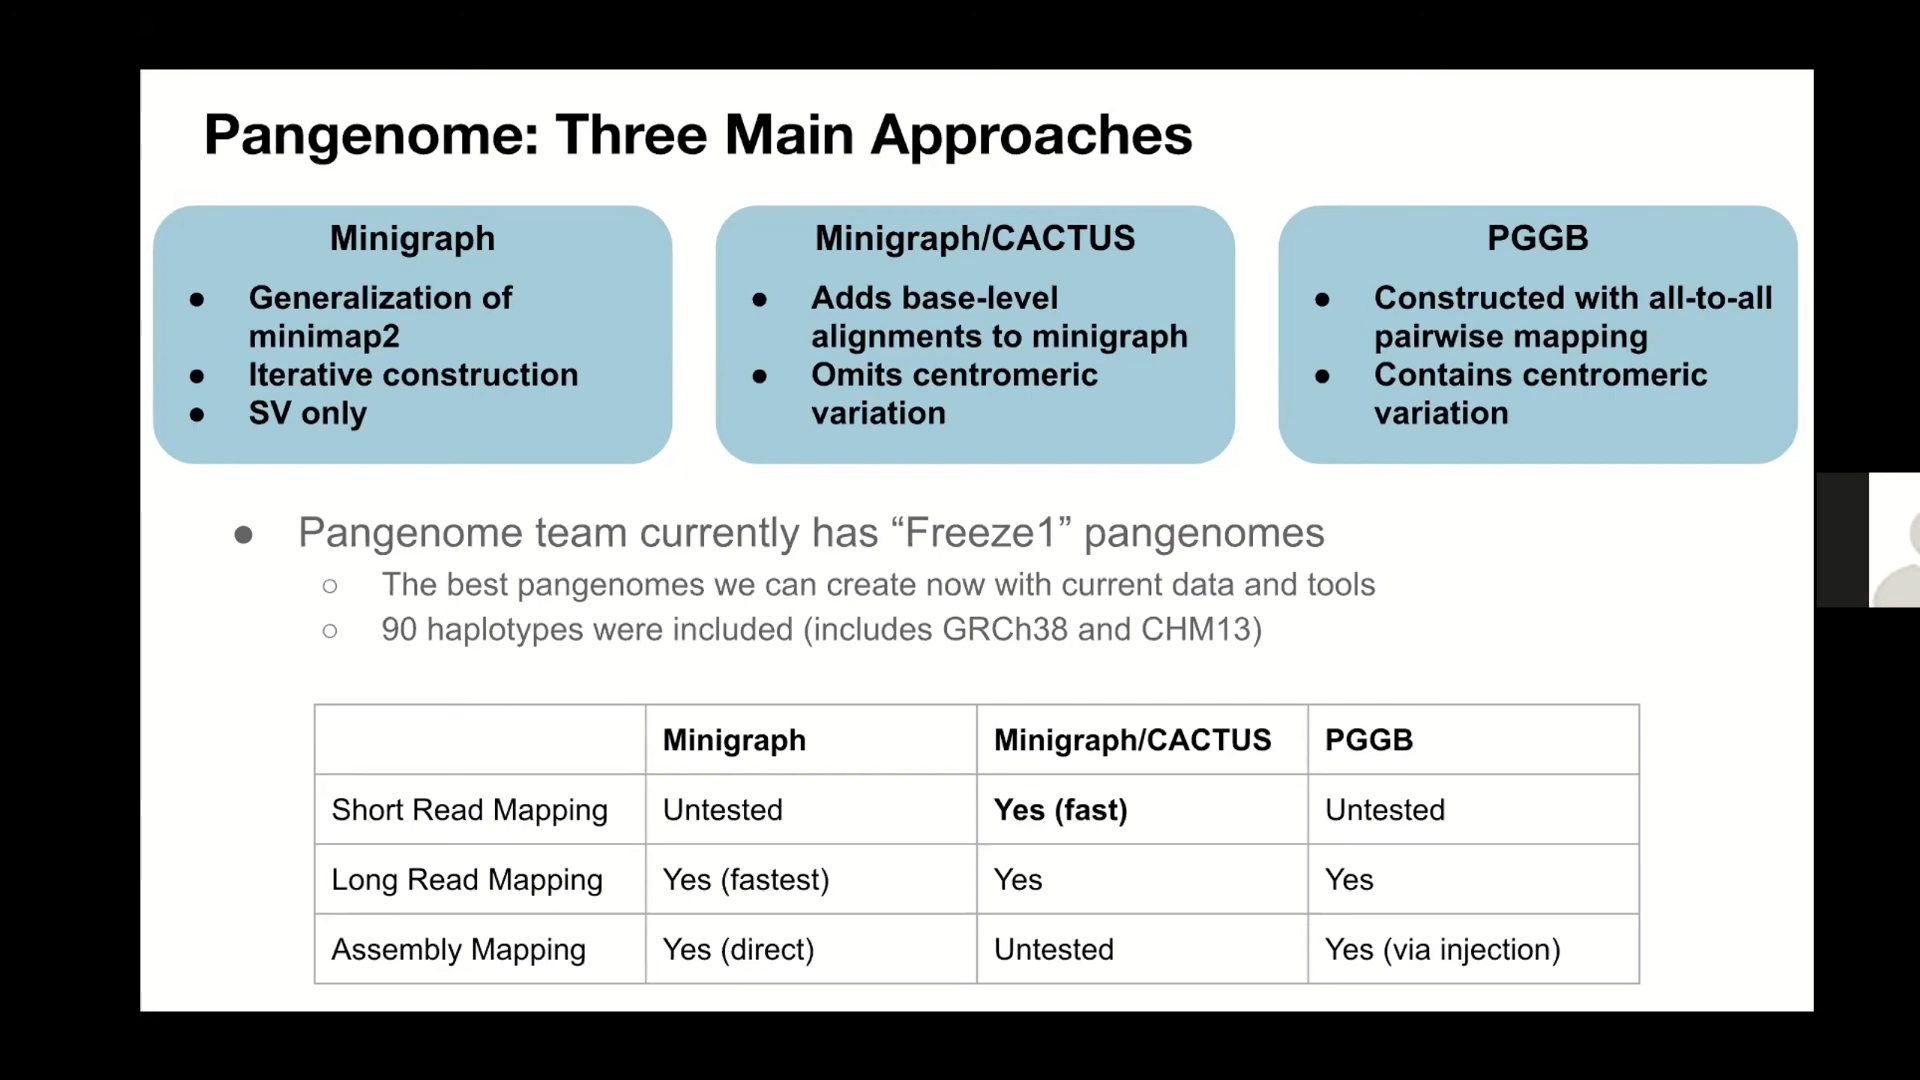 Pangenome: Three Main Approaches
Minigraph
● Generalization of
minimap2
● Iterative construction
● SV only
Minigraph/CACTUS
● Adds base-level
alignments to minigraph
● Omits centromeric
variation
PGGB
● Constructed with all-to-all
pairwise mapping
● Contains centromeric
variation
● Pangenome team currently has “Freeze1” pangenomes
○ The best pangenomes we can create now with current data and tools
○ 90 haplotypes were included (includes GRCh38 and CHM13)
Minigraph Minigraph/CACTUS PGGB
Short Read Mapping Untested Yes (fast) Untested
Long Read Mapping Yes (fastest) Yes Yes
Assembly Mapping Yes (direct) Untested Yes (via injection)